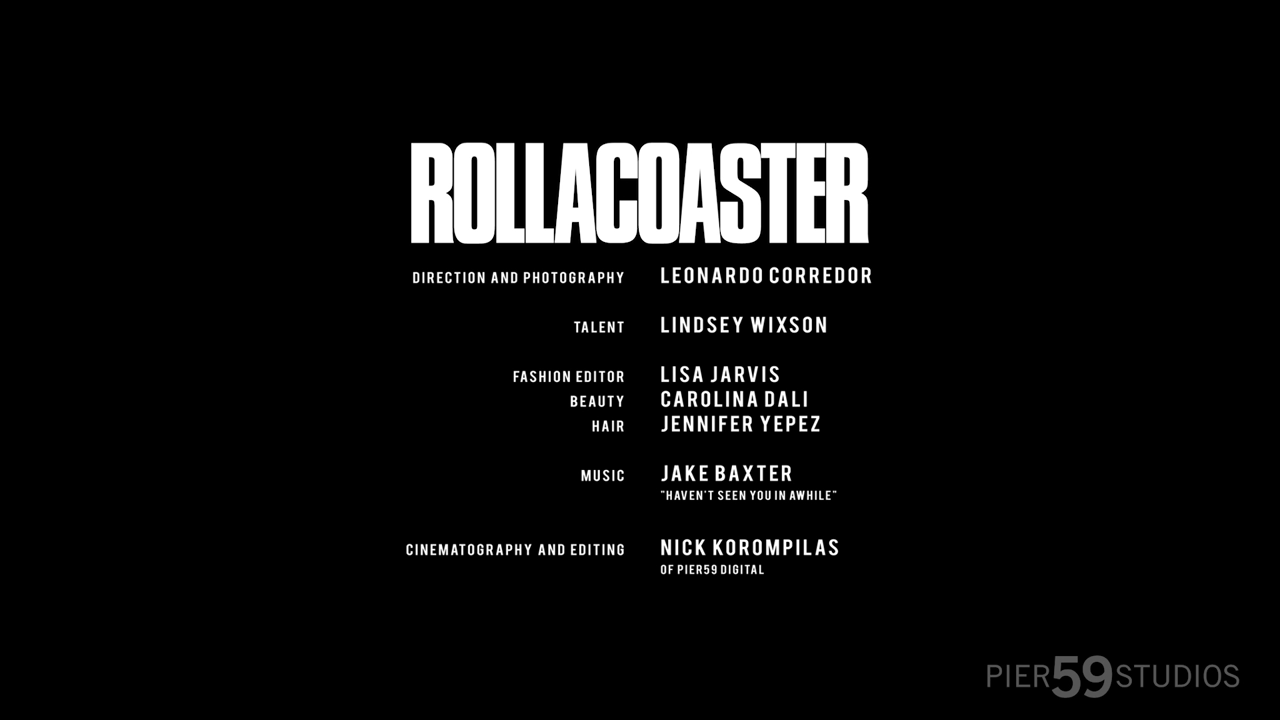 ROLLACOASTER
DIRECTION AND PHOTOGRAPHY LEONARDO CORREDOR
TALENT LINDSEY WIXSON
FASHION EDITOR LISA JARVIS
BEAUTY CAROLINA DALI
HAIR JENNIFER YEPEZ
MUSIC JAKE BAXTER
"HAVEN'T SEEN YOU IN AWHILE"
CINEMATOGRAPHY AND EDITING NICK KOROMPILAS
OF PIER59 DIGITAL
PIER59STUDIOS